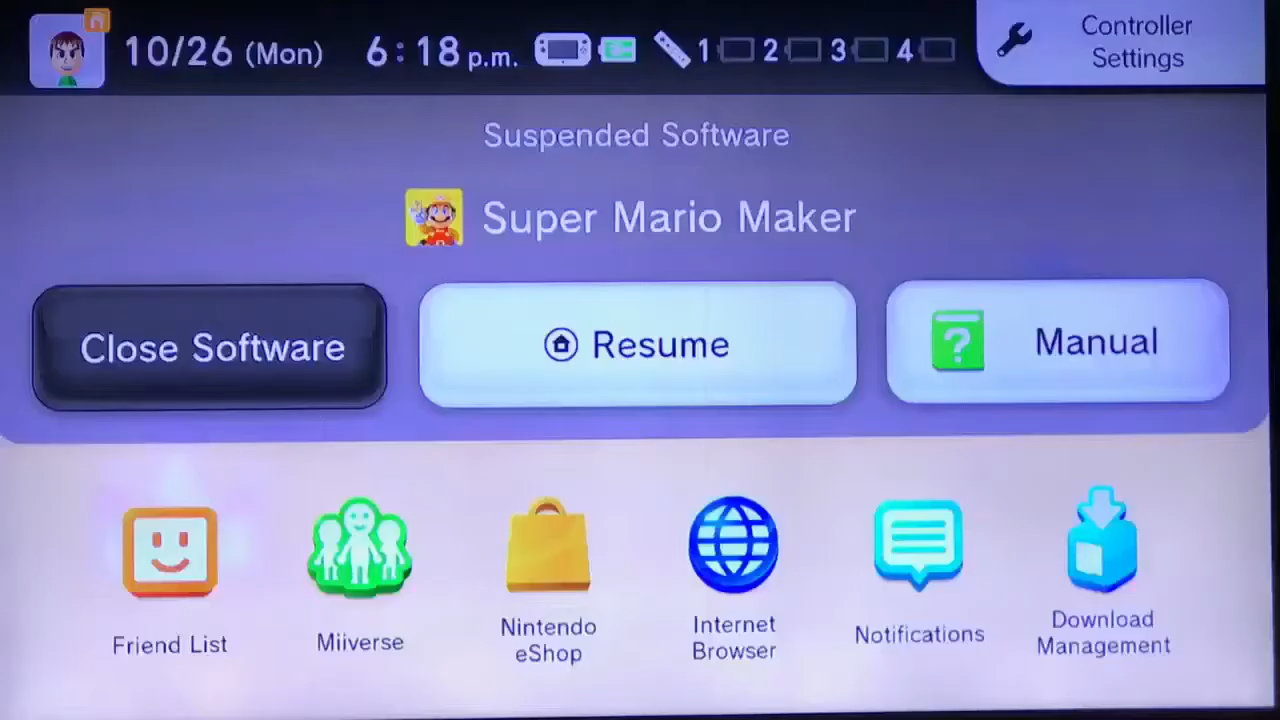 10/26 (Mon) 6:18 p.m. 1 2 3 4
Controller
Settings
Suspended Software
Super Mario Maker
Close Software
Resume
Manual
Friend List
Miiverse
Nintendo
eShop
Internet
Browser
Notifications
Download
Management